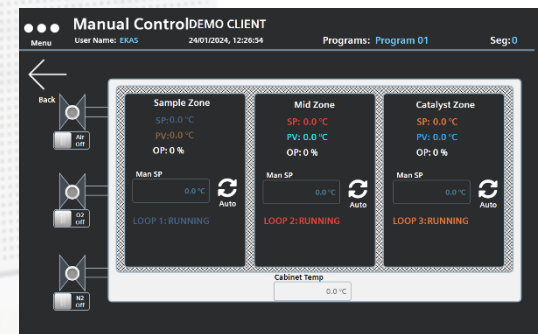 Manual Control DEMO CLIENT
Menu
User Name: EKAS
24/01/2024, 12:26:54
Programs: Program 01
Seg:0
Back
Air
Off
O2
Off
N2
Off
Sample Zone
SP:0.0 °C
PV:0.0 °C
OP: 0 %
Man SP
0.0 °C
Auto
LOOP 1: RUNNING
Mid Zone
SP: 0.0 °C
PV: 0.0 °C
OP: 0 %
Man SP
0.0 °C
Auto
LOOP 2: RUNNING
Catalyst Zone
SP: 0.0 °C
PV: 0.0 °C
OP: 0 %
Man SP
0.0 °C
Auto
LOOP 3: RUNNING
Cabinet Temp
0.0 °C